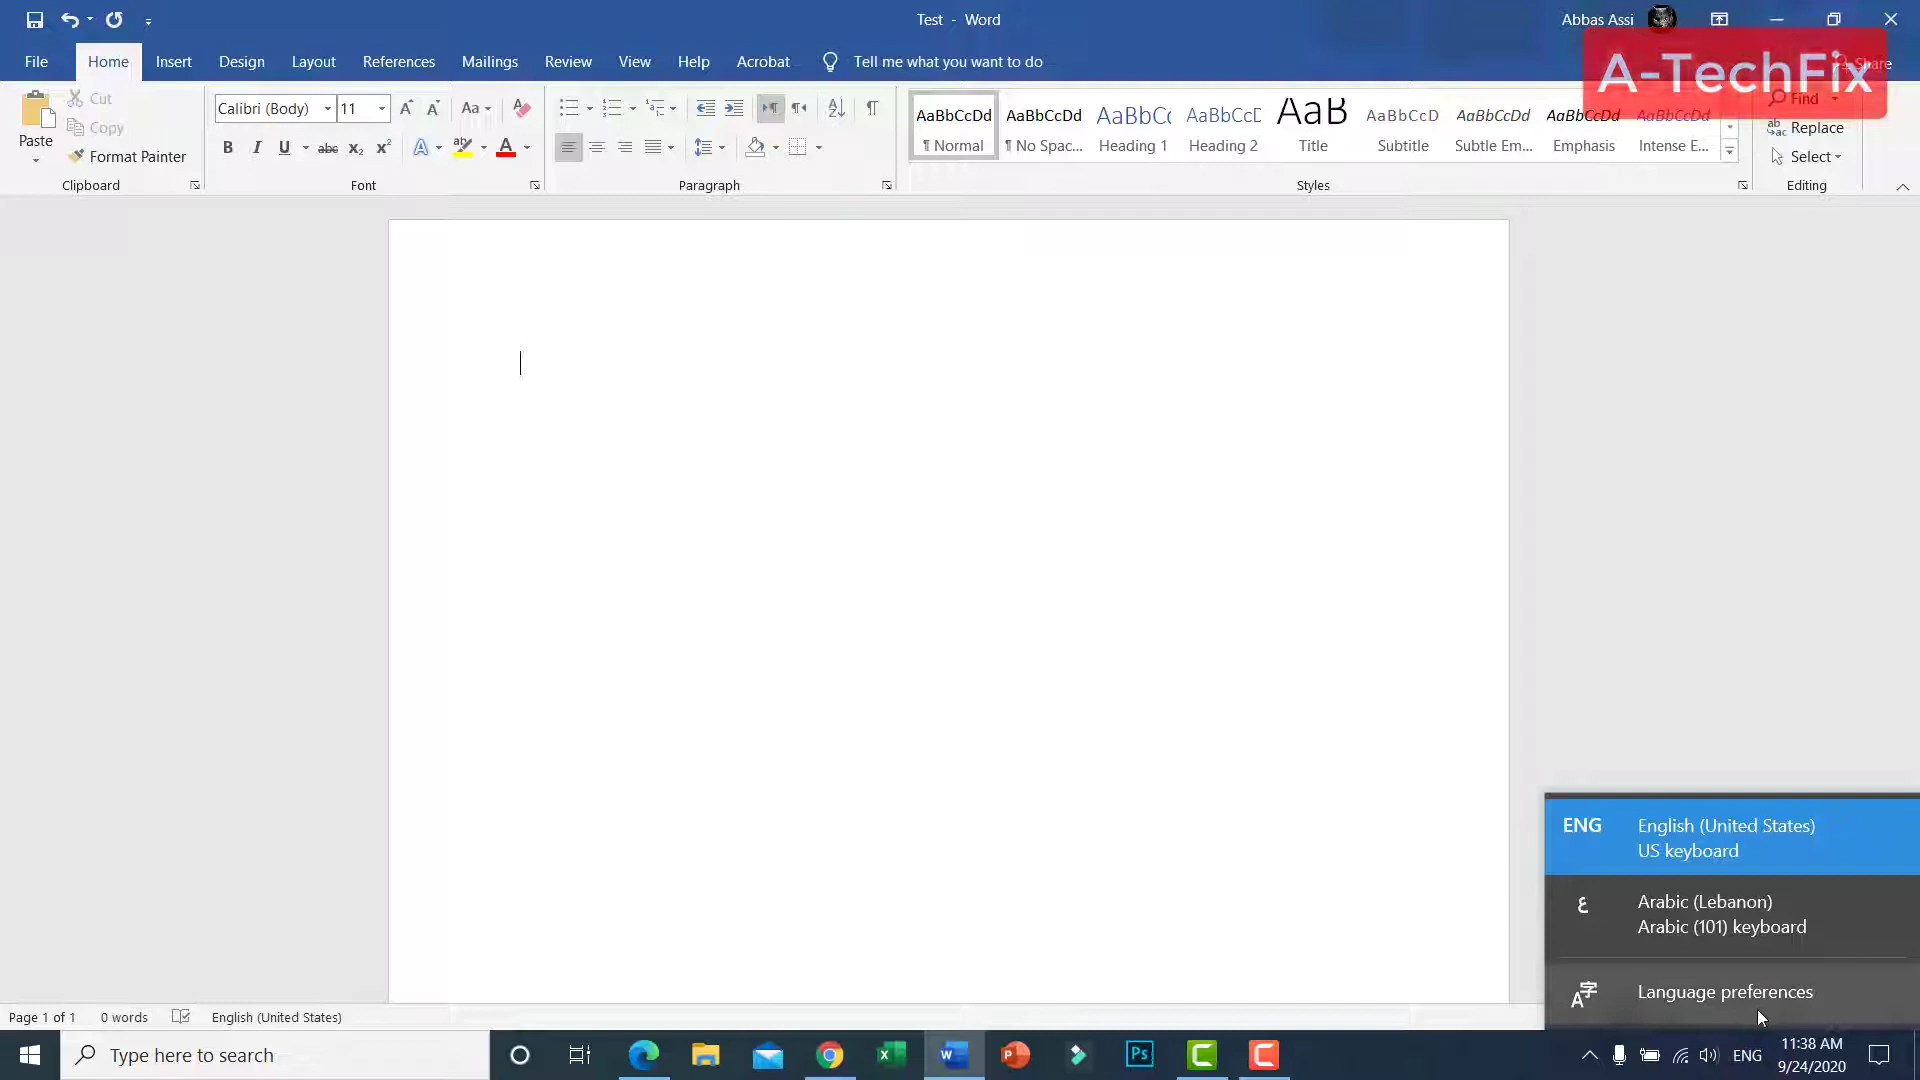 Test - Word
Abbas Assi
File
Home
Insert
Design
Layout
References
Mailings
Review
View
Help
Acrobat
Tell me what you want to do
Share
A-TechFix
Paste
Cut
Copy
Format Painter
Clipboard
Calibri (Body)
11
Font
Paragraph
AaBbCcDd
¶ Normal
AaBbCcDd
¶ No Spac...
AaBbCc
Heading 1
AaBbCcD
Heading 2
AaB
Title
AaBbCcD
Subtitle
AaBbCcDd
Subtle Em...
AaBbCcDd
Emphasis
AaBbCcDd
Intense E...
Styles
Find
Replace
Select
Editing
ENG English (United States)
US keyboard
ع Arabic (Lebanon)
Arabic (101) keyboard
Language preferences
Page 1 of 1
0 words
English (United States)
Type here to search
ENG
11:38 AM
9/24/2020